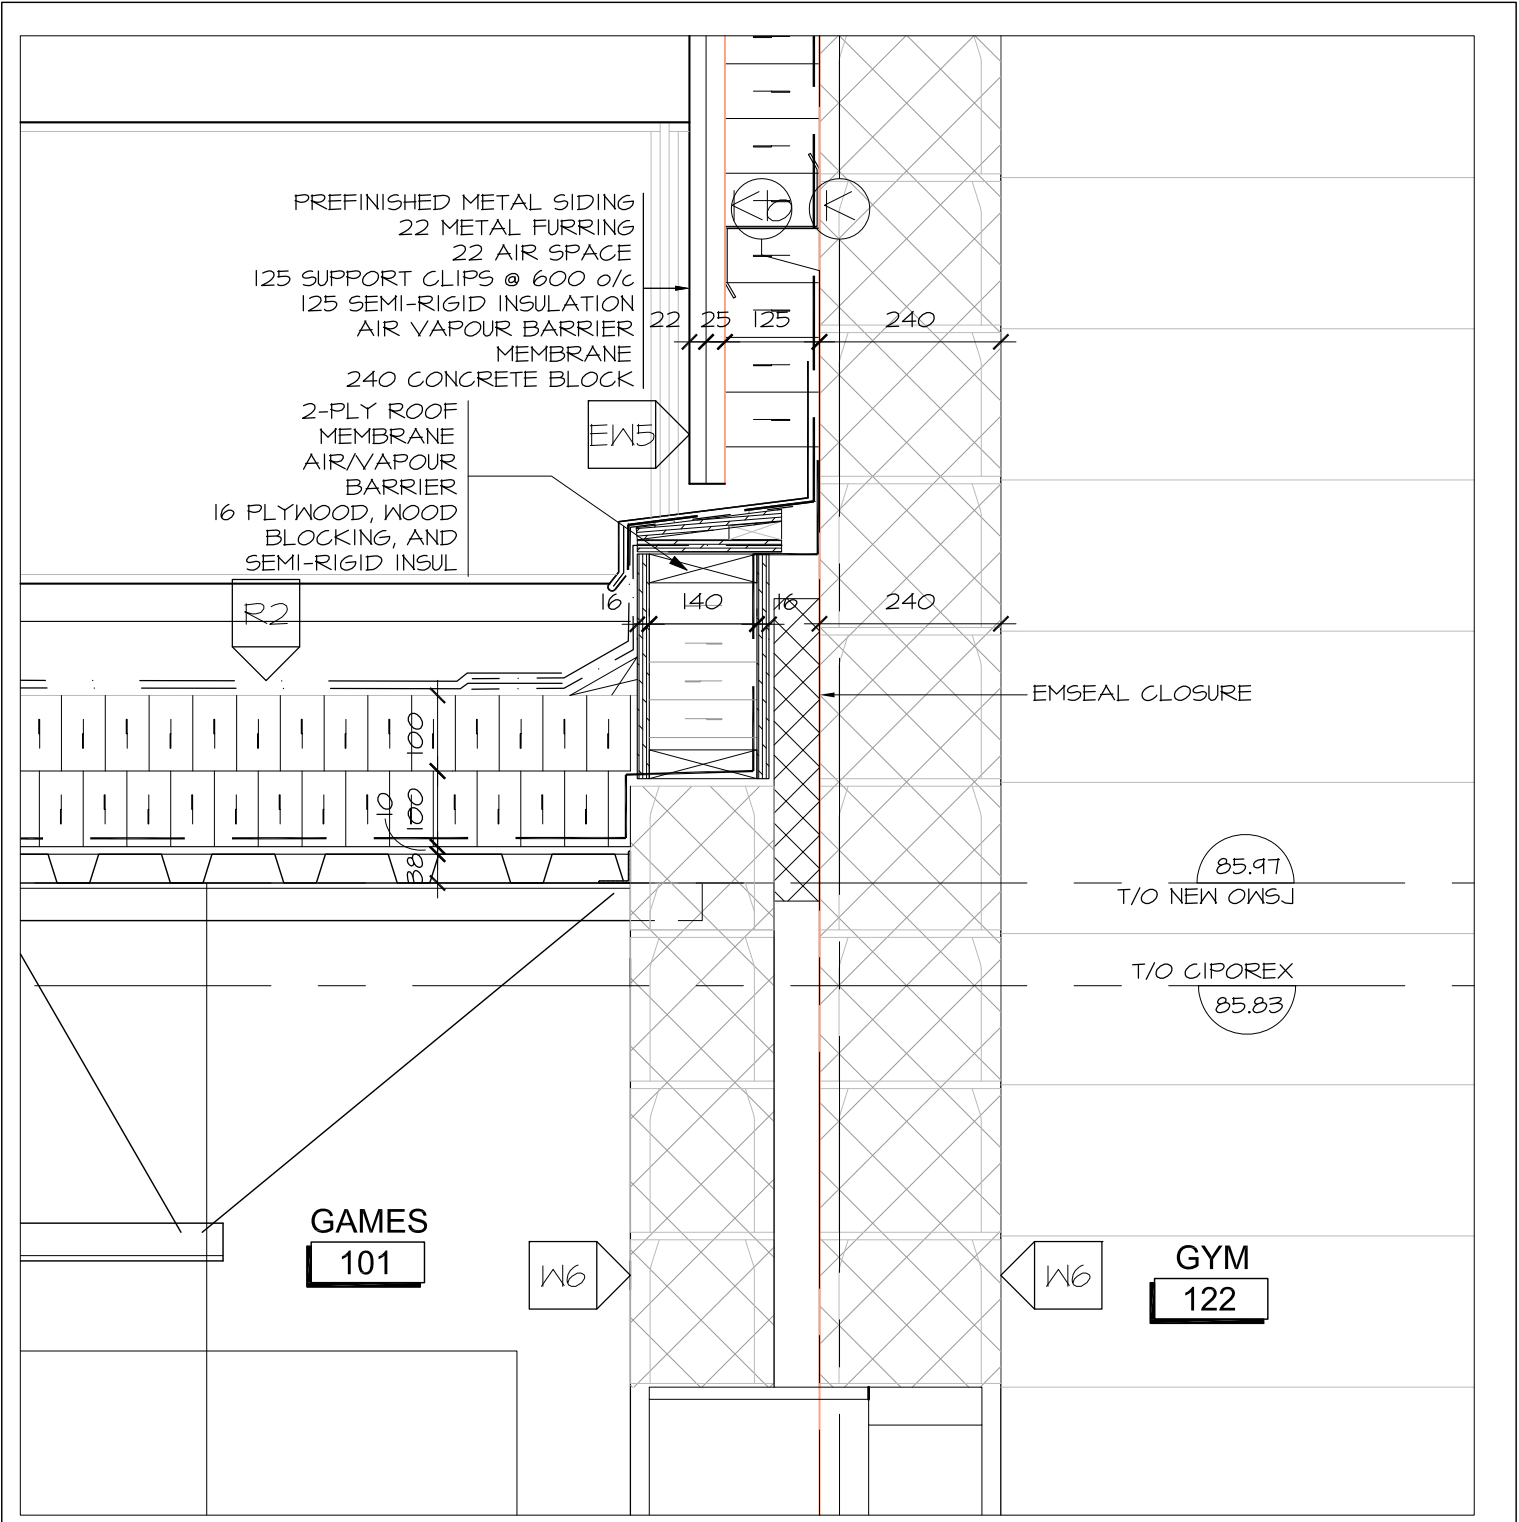 PREFINISHED METAL SIDING
22 METAL FURRING
22 AIR SPACE
125 SUPPORT CLIPS @ 600 o/c
125 SEMI-RIGID INSULATION
AIR VAPOUR BARRIER
MEMBRANE
240 CONCRETE BLOCK
Kb K
22 25 125 240
2-PLY ROOF
MEMBRANE
AIR/VAPOUR
BARRIER
16 PLYWOOD, WOOD
BLOCKING, AND
SEMI-RIGID INSUL
EW5
R2
16 140 16 240
EMSEAL CLOSURE
100
10
100
38
85.97
T/O NEW OWSJ
T/O CIPOREX
85.83
GAMES
101
W6
W6
GYM
122